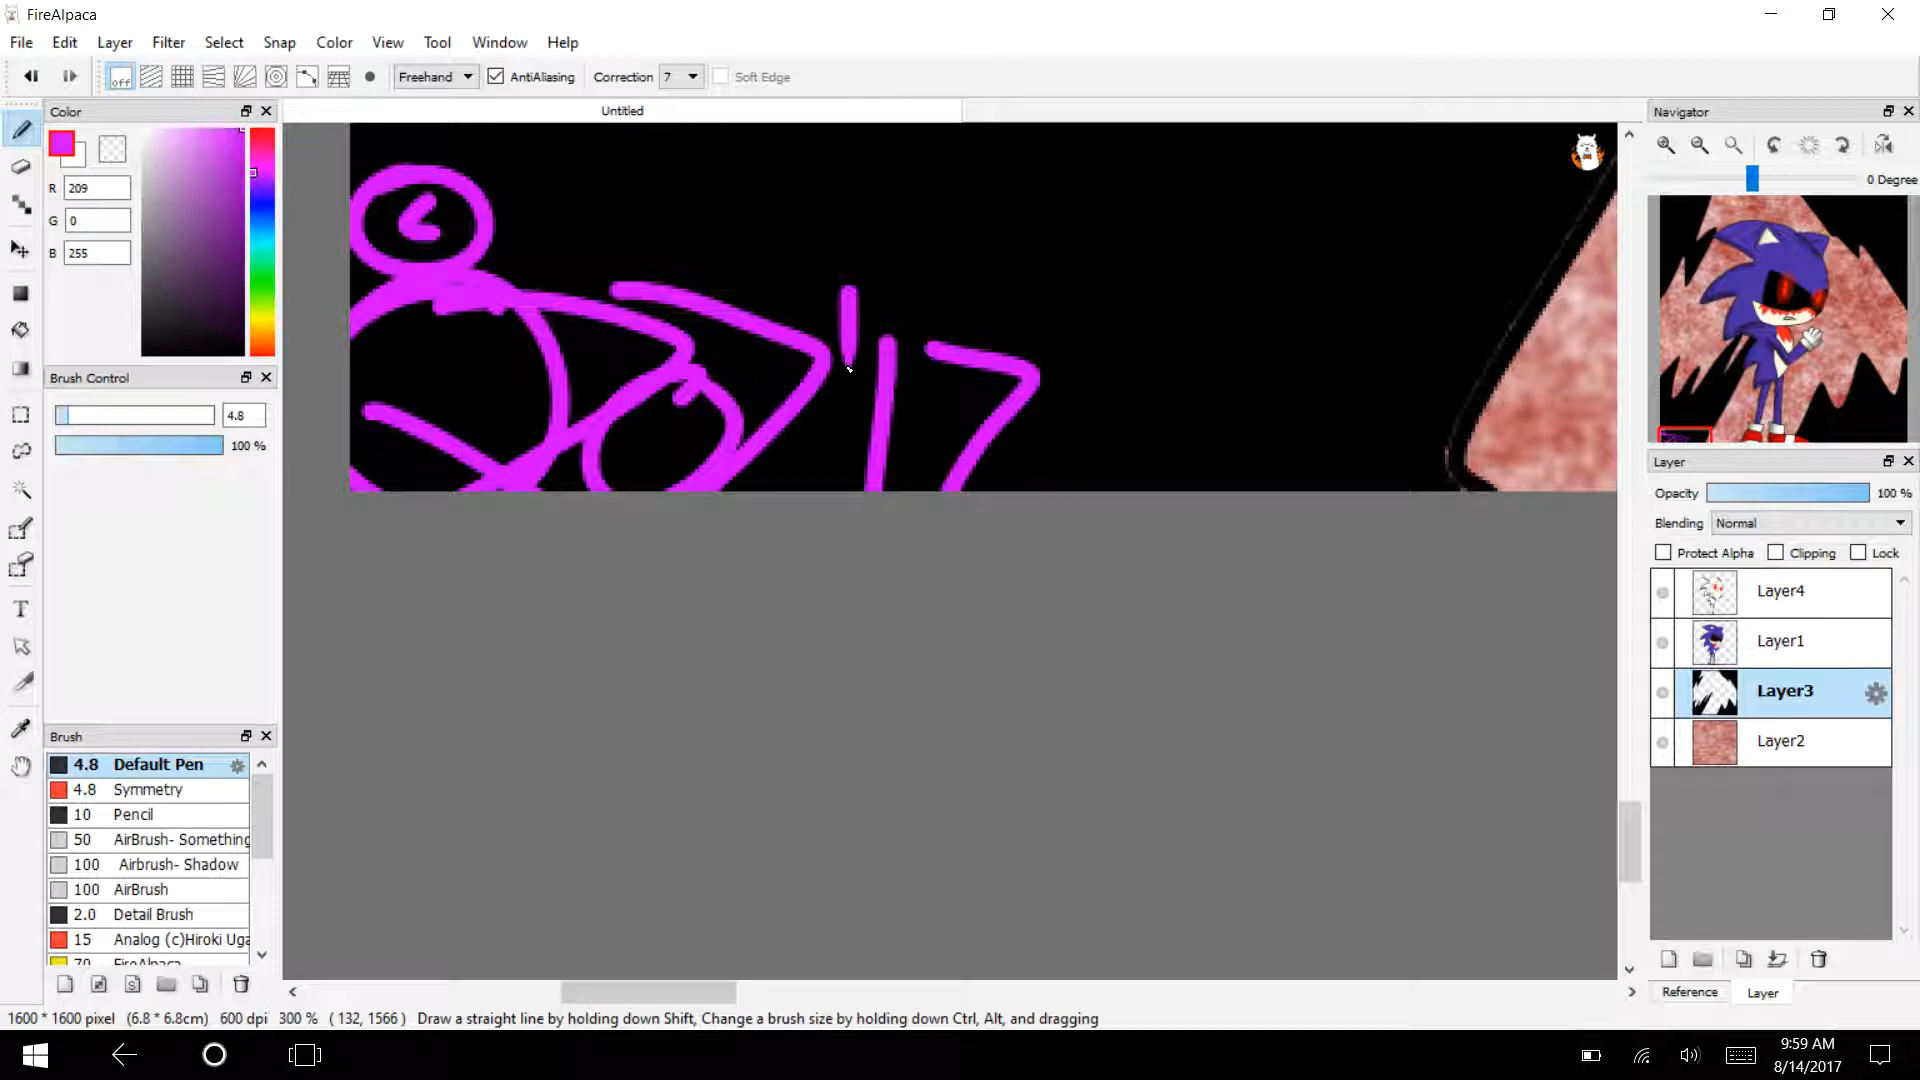 FireAlpaca
File Edit Layer Filter Select Snap Color View Tool Window Help
off Freehand AntiAliasing Correction 7 Soft Edge
Color
Untitled
Navigator
R 209
G 0
B 255
0 Degree
'17
Brush Control
4.8
100 %
Layer
Opacity 100 %
Blending Normal
Protect Alpha Clipping Lock
Layer4
Layer1
Layer3
Layer2
Brush
4.8 Default Pen
4.8 Symmetry
10 Pencil
50 AirBrush- Something
100 Airbrush- Shadow
100 AirBrush
2.0 Detail Brush
15 Analog (c)Hiroki Uga
70 FireAlpaca
Reference Layer
1600 * 1600 pixel (6.8 * 6.8cm) 600 dpi 300 % ( 132, 1566 ) Draw a straight line by holding down Shift, Change a brush size by holding down Ctrl, Alt, and dragging
9:59 AM
8/14/2017